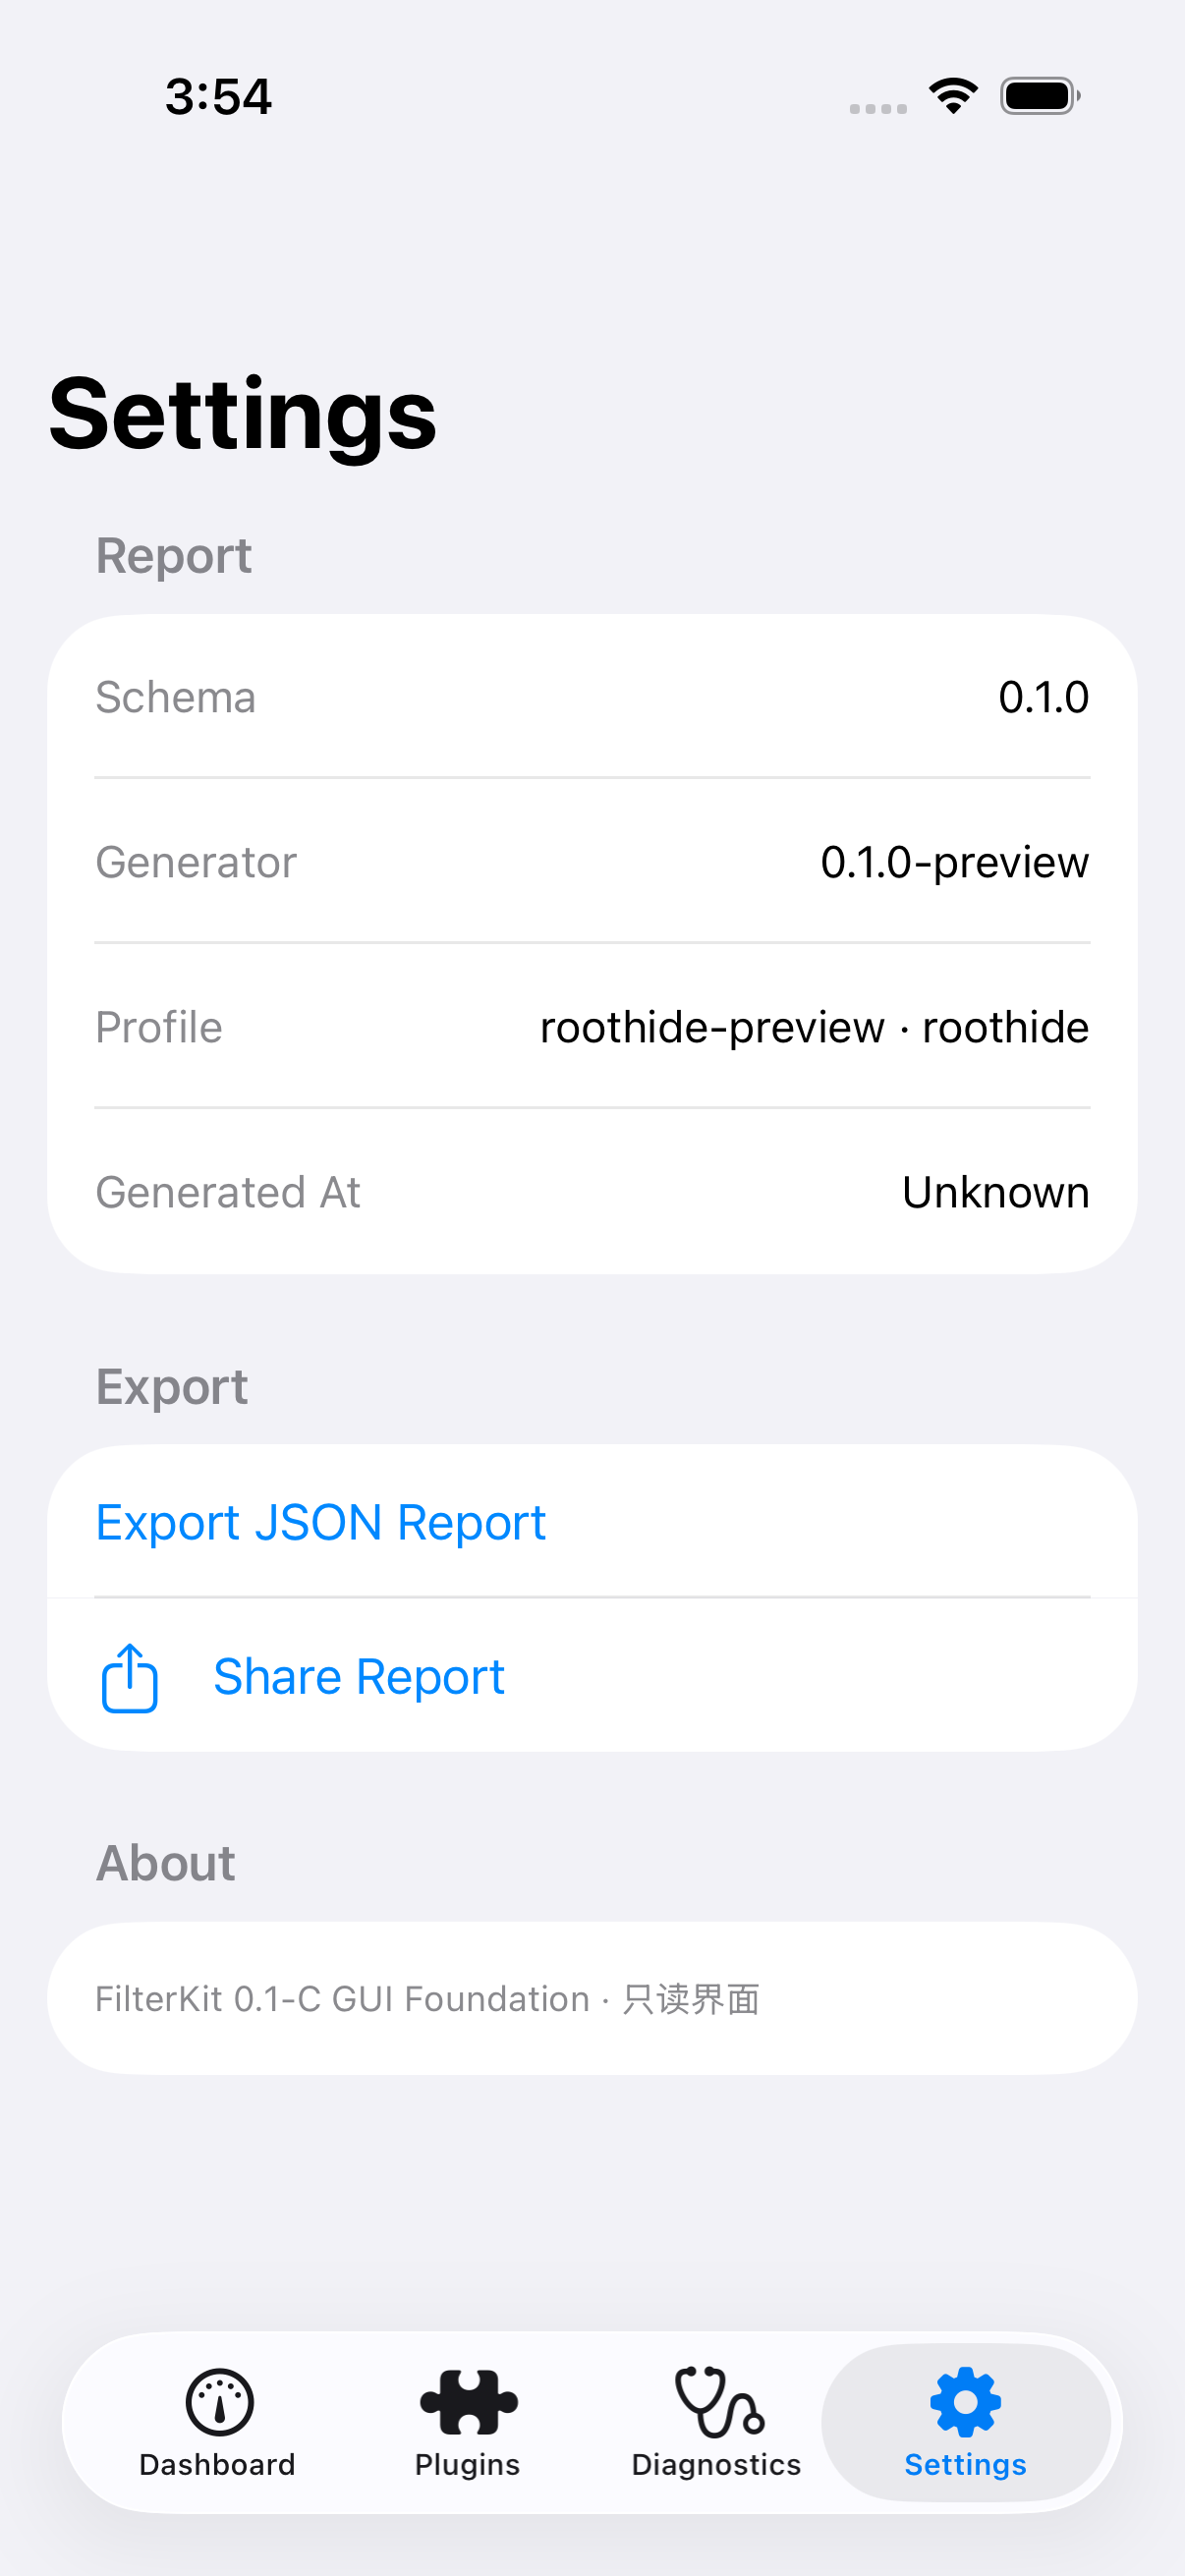 3:54
Settings
Report
Schema 0.1.0
Generator 0.1.0-preview
Profile roothide-preview · roothide
Generated At Unknown
Export
Export JSON Report
Share Report
About
FilterKit 0.1-C GUI Foundation · 只读界面
Dashboard Plugins Diagnostics Settings